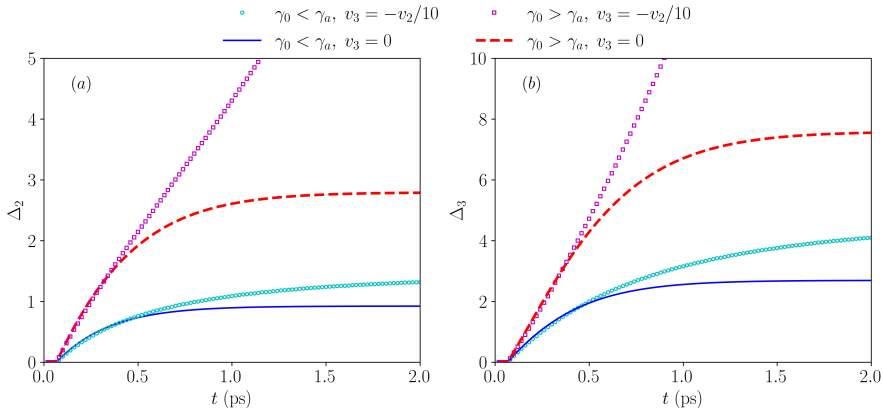 γ₀ < γₐ, v₃ = −v₂/10
γ₀ > γₐ, v₃ = −v₂/10
γ₀ < γₐ, v₃ = 0
γ₀ > γₐ, v₃ = 0
(a)
Δ₂
5
4
3
2
1
0
0.0 0.5 1.0 1.5 2.0
t (ps)
(b)
Δ₃
10
8
6
4
2
0
0.0 0.5 1.0 1.5 2.0
t (ps)